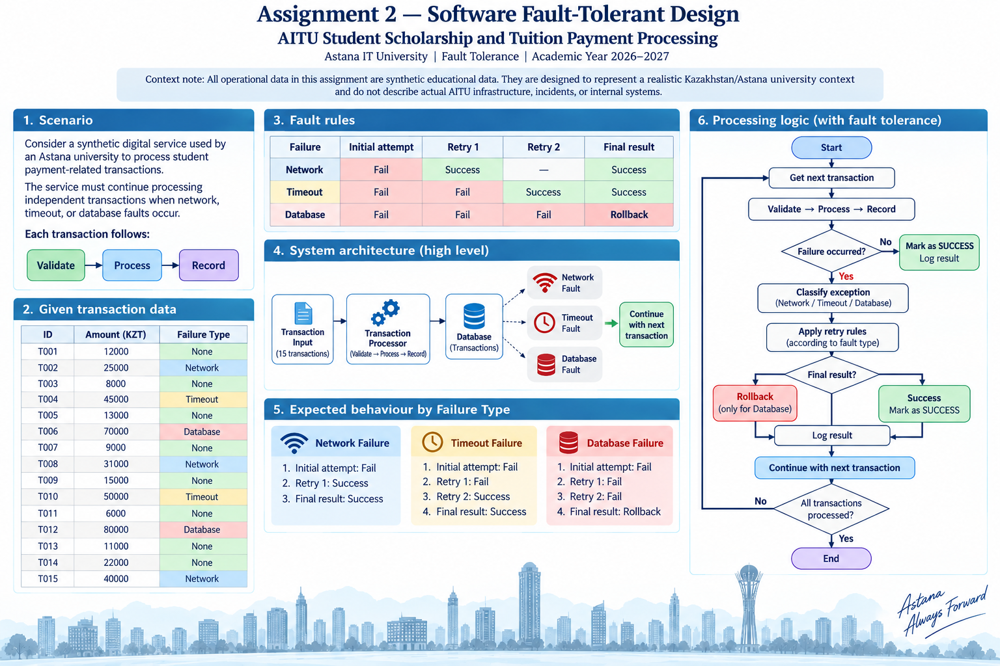 Assignment 2 — Software Fault-Tolerant Design
AITU Student Scholarship and Tuition Payment Processing
Astana IT University | Fault Tolerance | Academic Year 2026–2027
Context note: All operational data in this assignment are synthetic educational data. They are designed to represent a realistic Kazakhstan/Astana university context
and do not describe actual AITU infrastructure, incidents, or internal systems.
1. Scenario
Consider a synthetic digital service used by
an Astana university to process student
payment-related transactions.
The service must continue processing
independent transactions when network,
timeout, or database faults occur.
Each transaction follows:
Validate → Process → Record
2. Given transaction data
ID Amount (KZT) Failure Type
T001 12000 None
T002 25000 Network
T003 8000 None
T004 45000 Timeout
T005 13000 None
T006 70000 Database
T007 9000 None
T008 31000 Network
T009 15000 None
T010 50000 Timeout
T011 6000 None
T012 80000 Database
T013 11000 None
T014 22000 None
T015 40000 Network
3. Fault rules
Failure Initial attempt Retry 1 Retry 2 Final result
Network Fail Success — Success
Timeout Fail Fail Success Success
Database Fail Fail Fail Rollback
4. System architecture (high level)
Transaction
Input
(15 transactions)
Transaction
Processor
(Validate → Process → Record)
Database
(Transactions)
Network
Fault
Timeout
Fault
Database
Fault
Continue
with next
transaction
5. Expected behaviour by Failure Type
Network Failure
1. Initial attempt: Fail
2. Retry 1: Success
3. Final result: Success
Timeout Failure
1. Initial attempt: Fail
2. Retry 1: Fail
3. Retry 2: Success
4. Final result: Success
Database Failure
1. Initial attempt: Fail
2. Retry 1: Fail
3. Retry 2: Fail
4. Final result: Rollback
6. Processing logic (with fault tolerance)
Start
Get next transaction
Validate → Process → Record
Failure occurred?
No
Mark as SUCCESS
Log result
Yes
Classify exception
(Network / Timeout / Database)
Apply retry rules
(according to fault type)
Final result?
Rollback
(only for Database)
Success
Mark as SUCCESS
Log result
Continue with next transaction
No
All transactions
processed?
Yes
End
Astana
Always Forward